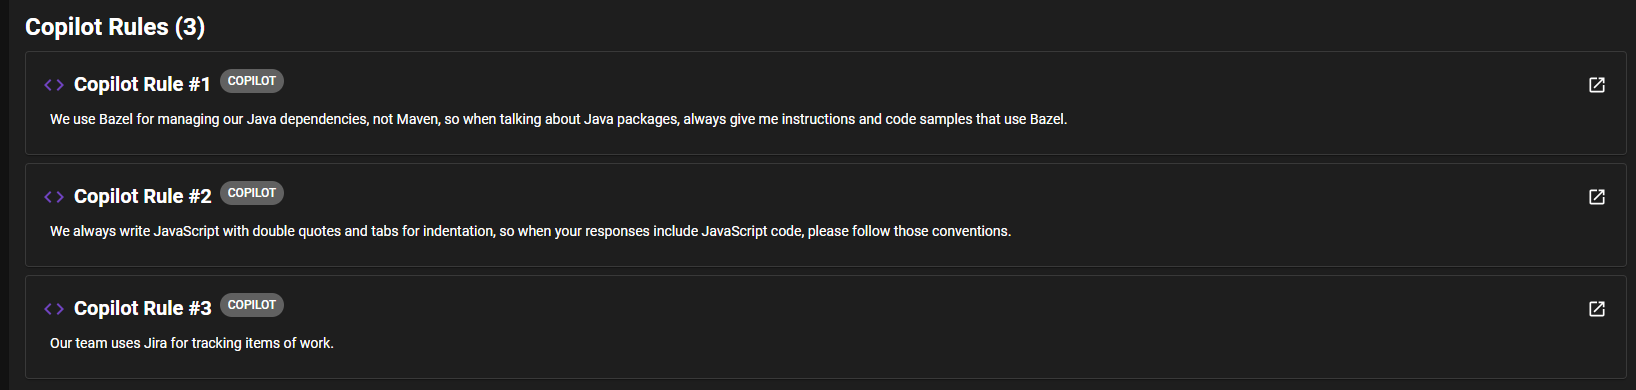 Copilot Rules (3)
Copilot Rule #1 COPILOT
We use Bazel for managing our Java dependencies, not Maven, so when talking about Java packages, always give me instructions and code samples that use Bazel.
Copilot Rule #2 COPILOT
We always write JavaScript with double quotes and tabs for indentation, so when your responses include JavaScript code, please follow those conventions.
Copilot Rule #3 COPILOT
Our team uses Jira for tracking items of work.